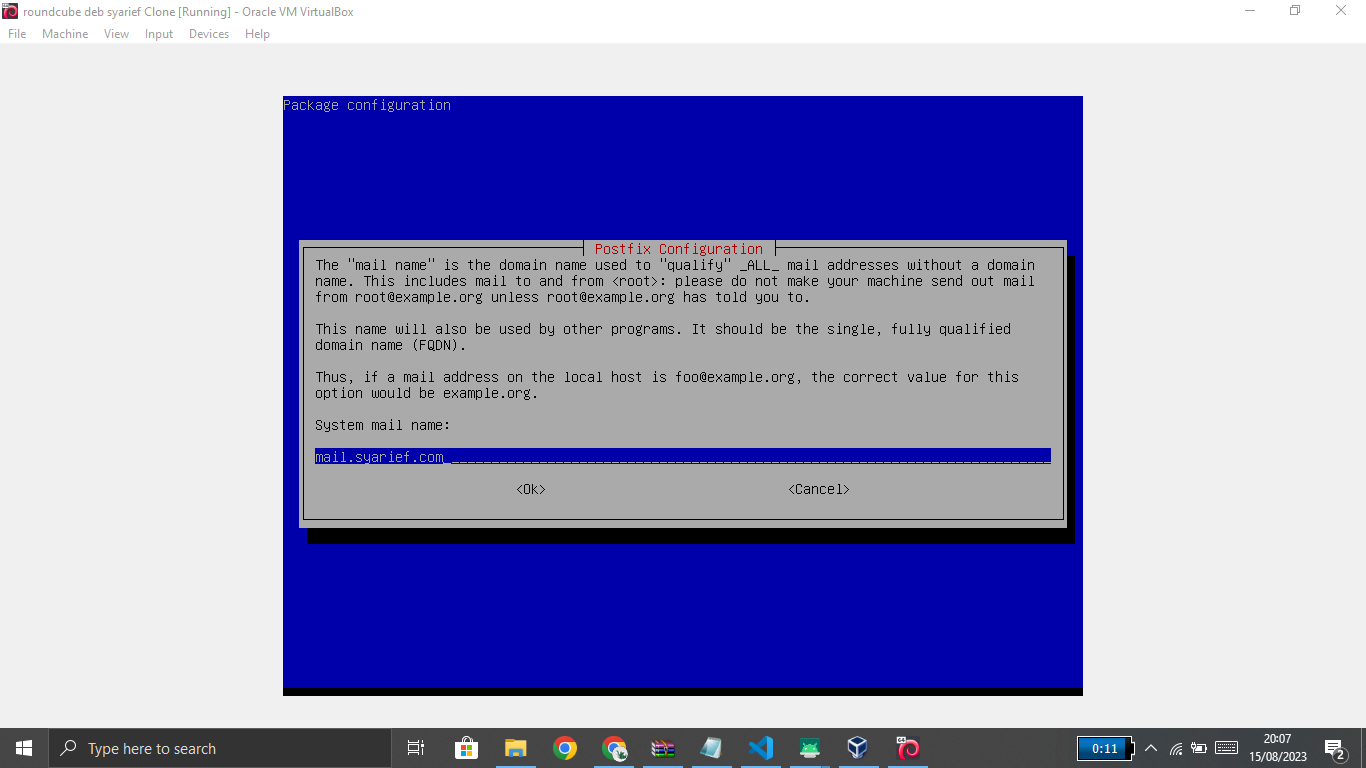 roundcube deb syarief Clone [Running] - Oracle VM VirtualBox
File Machine View Input Devices Help
Package configuration
Postfix Configuration
The "mail name" is the domain name used to "qualify" _ALL_ mail addresses without a domain
name. This includes mail to and from <root>: please do not make your machine send out mail
from root@example.org unless root@example.org has told you to.
This name will also be used by other programs. It should be the single, fully qualified
domain name (FQDN).
Thus, if a mail address on the local host is foo@example.org, the correct value for this
option would be example.org.
System mail name:
mail.syarief.com
<Ok> <Cancel>
Type here to search
0:11
20:07
15/08/2023
2